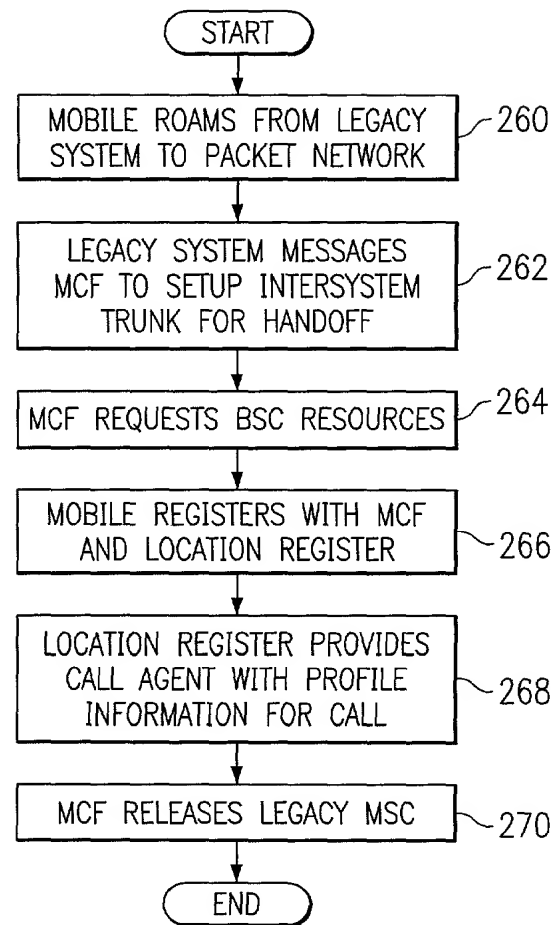 START
MOBILE ROAMS FROM LEGACY
SYSTEM TO PACKET NETWORK
260
LEGACY SYSTEM MESSAGES
MCF TO SETUP INTERSYSTEM
TRUNK FOR HANDOFF
262
MCF REQUESTS BSC RESOURCES
264
MOBILE REGISTERS WITH MCF
AND LOCATION REGISTER
266
LOCATION REGISTER PROVIDES
CALL AGENT WITH PROFILE
INFORMATION FOR CALL
268
MCF RELEASES LEGACY MSC
270
END